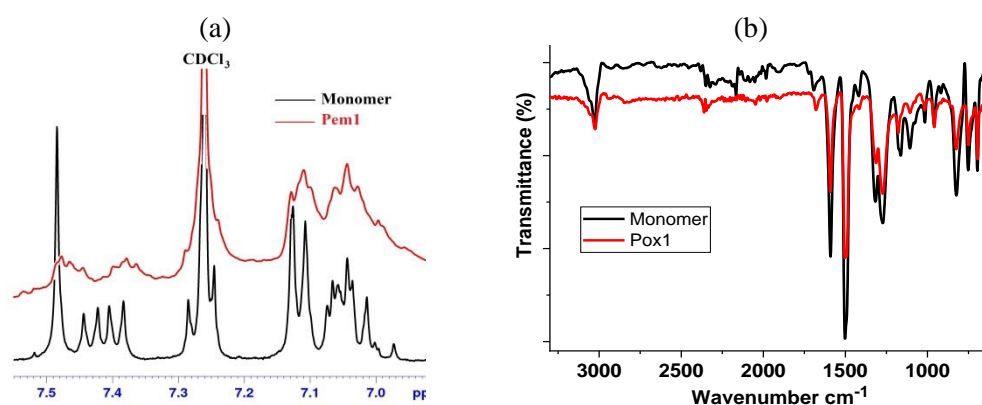 (a)
CDCl₃
Monomer
Pem1
7.5 7.4 7.3 7.2 7.1 7.0 pp
(b)
Transmittance (%)
Monomer
Pox1
3000 2500 2000 1500 1000
Wavenumber cm⁻¹